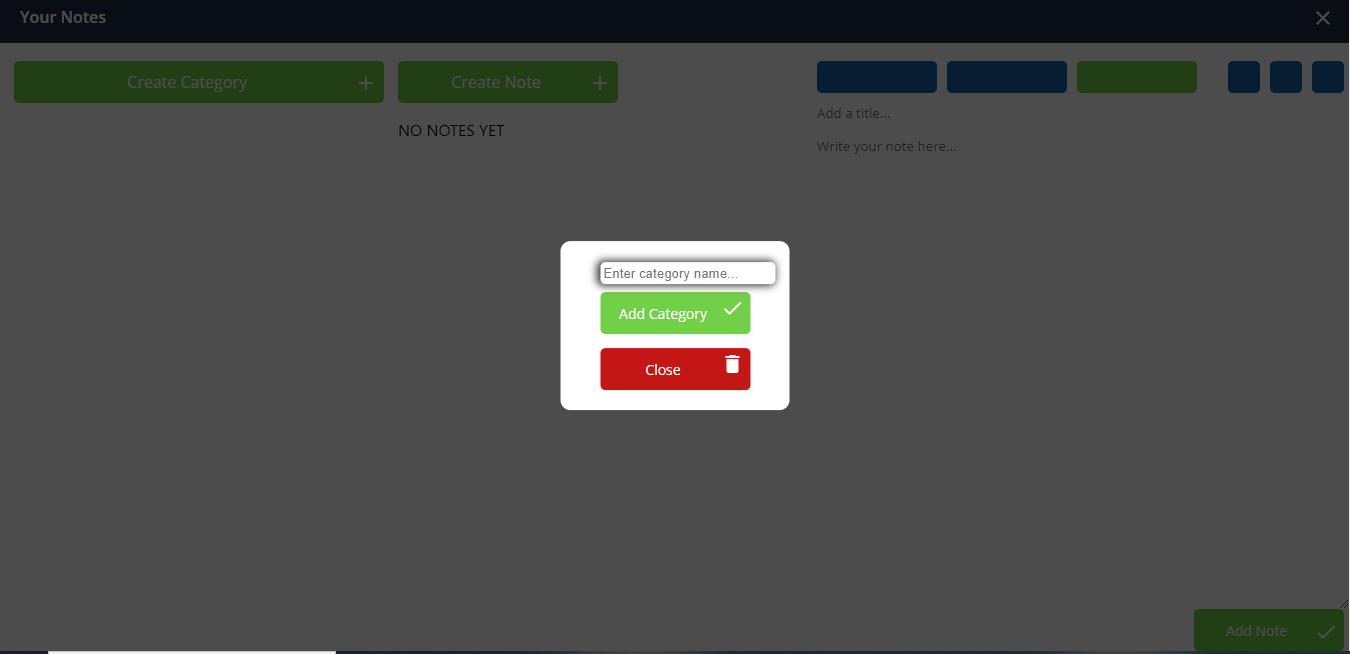 Your Notes
Create Category
Create Note
NO NOTES YET
Add a title...
Write your note here...
Enter category name...
Add Category
Close
Add Note